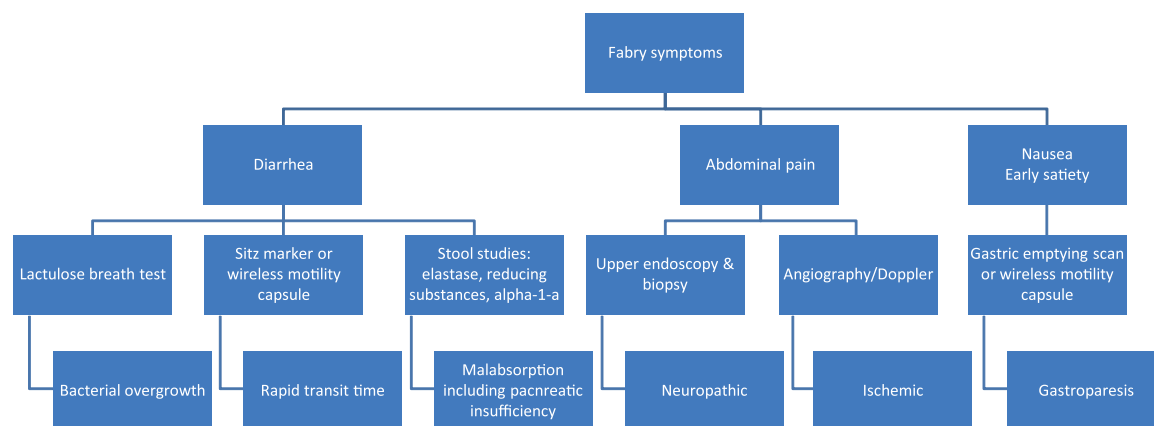 Fabry symptoms
Diarrhea
Abdominal pain
Nausea
Early satiety
Lactulose breath test
Sitz marker or
wireless motility
capsule
Stool studies:
elastase, reducing
substances, alpha-1-a
Upper endoscopy &
biopsy
Angiography/Doppler
Gastric emptying scan
or wireless motility
capsule
Bacterial overgrowth
Rapid transit time
Malabsorption
including pacnreatic
insufficiency
Neuropathic
Ischemic
Gastroparesis